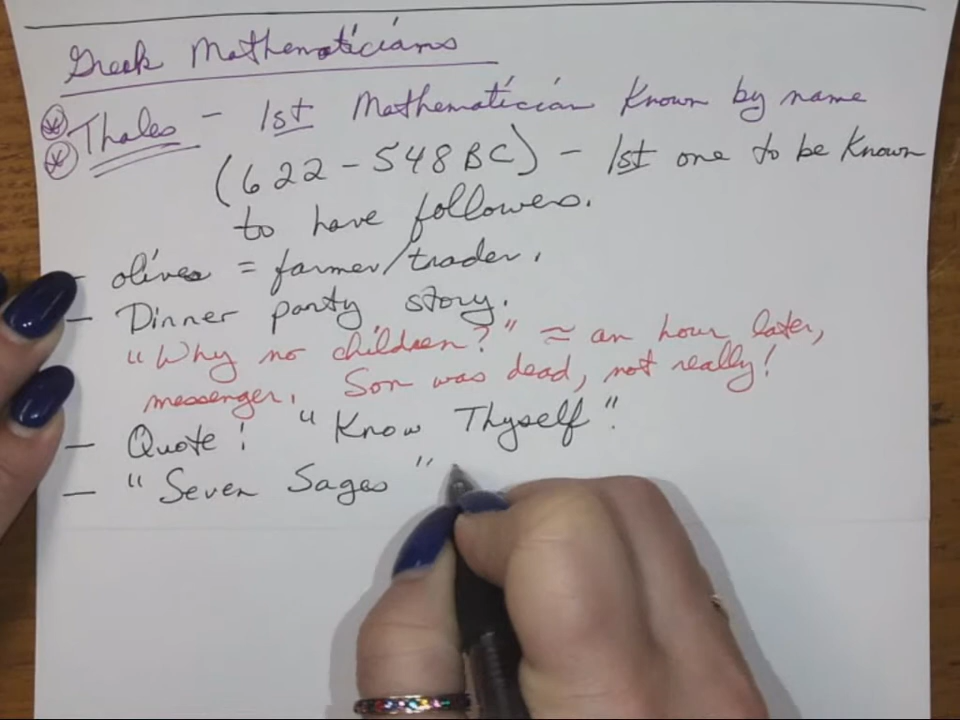 Greek Mathematicians
Thales - 1st Mathematician known by name
(622 - 548 BC) - 1st one to be known
to have followers.
- olives = farmer/trader.
- Dinner party story.
"Why no children?" ≈ an hour later,
messenger. Son was dead, not really!
- Quote: "Know Thyself".
- "Seven Sages"